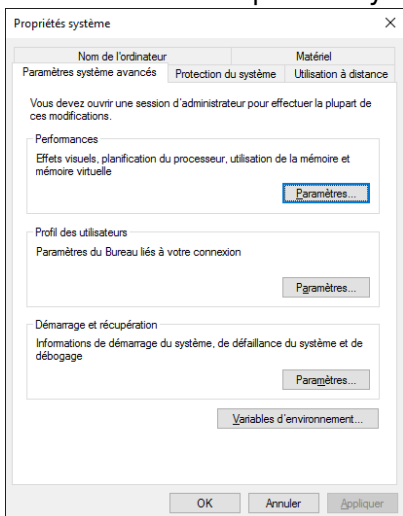 Propriétés système
Nom de l'ordinateur Matériel
Paramètres système avancés Protection du système Utilisation à distance
Vous devez ouvrir une session d'administrateur pour effectuer la plupart de
ces modifications.
Performances
Effets visuels, planification du processeur, utilisation de la mémoire et
mémoire virtuelle
Paramètres...
Profil des utilisateurs
Paramètres du Bureau liés à votre connexion
Paramètres...
Démarrage et récupération
Informations de démarrage du système, de défaillance du système et de
débogage
Paramètres...
Variables d'environnement...
OK Annuler Appliquer